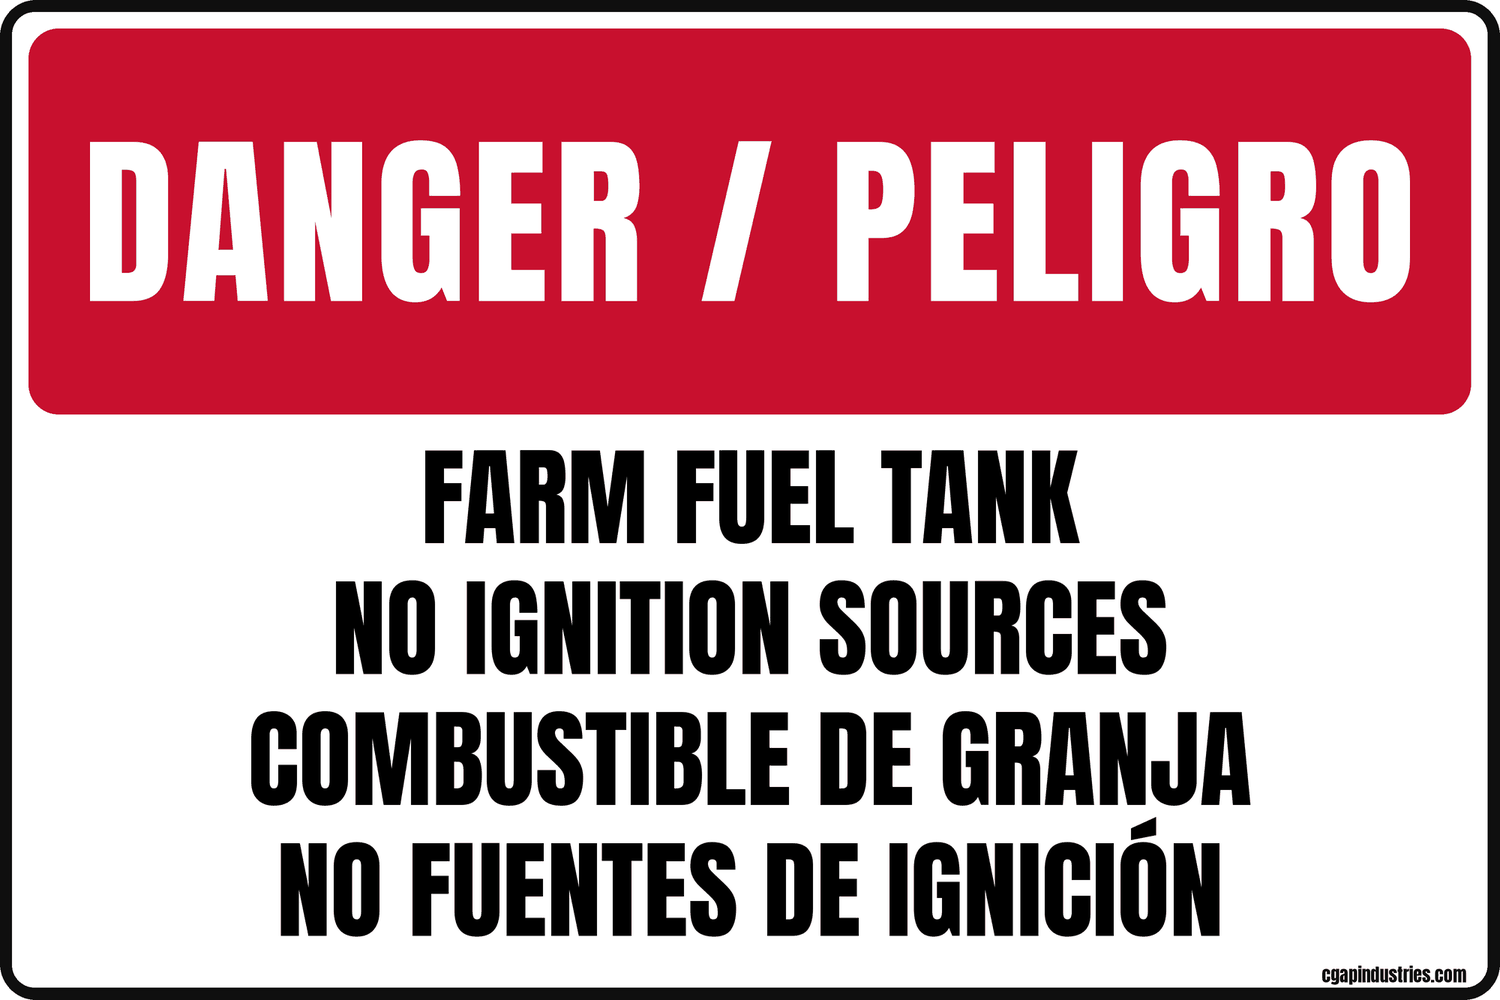 DANGER / PELIGRO
FARM FUEL TANK
NO IGNITION SOURCES
COMBUSTIBLE DE GRANJA
NO FUENTES DE IGNICIÓN
cgapindustries.com